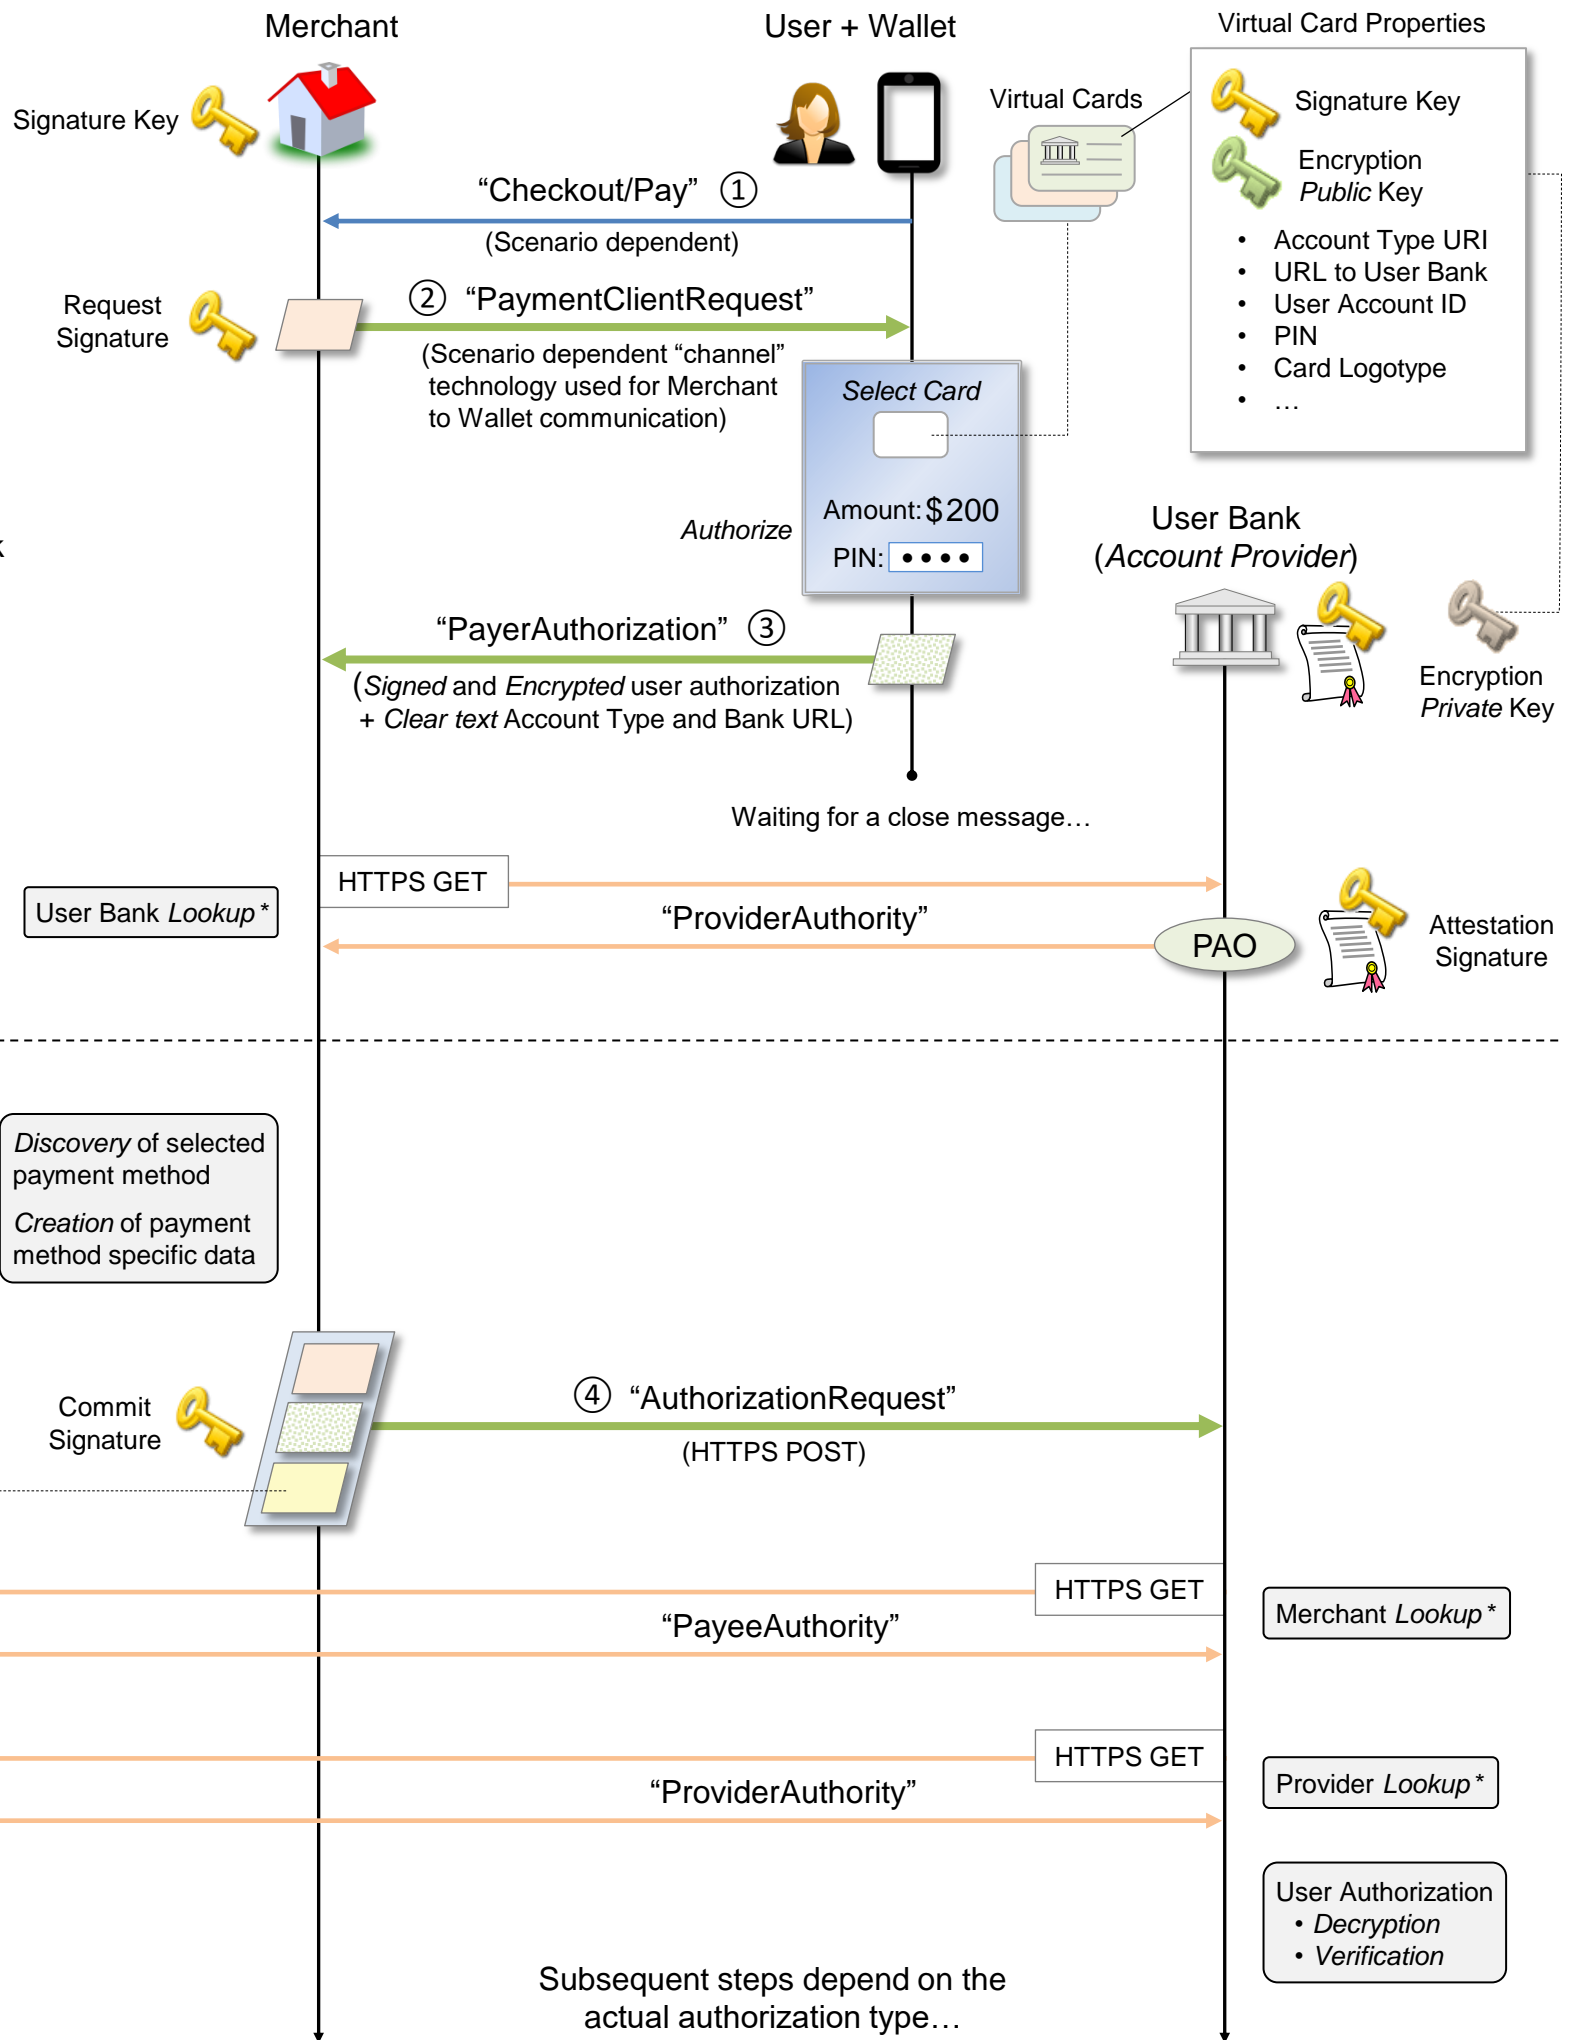 Merchant
User + Wallet
Virtual Card Properties
Signature Key
Virtual Cards
Signature Key
Encryption
Public Key
• Account Type URI
• URL to User Bank
• User Account ID
• PIN
• Card Logotype
• …
“Checkout/Pay” ①
(Scenario dependent)
Request
Signature
② “PaymentClientRequest”
(Scenario dependent “channel”
technology used for Merchant
to Wallet communication)
Select Card
Amount: $200
PIN: ••••
Authorize
User Bank
(Account Provider)
“PayerAuthorization” ③
(Signed and Encrypted user authorization
+ Clear text Account Type and Bank URL)
Encryption
Private Key
Waiting for a close message…
HTTPS GET
User Bank Lookup *
“ProviderAuthority”
PAO
Attestation
Signature
Discovery of selected
payment method
Creation of payment
method specific data
Commit
Signature
④ “AuthorizationRequest”
(HTTPS POST)
HTTPS GET
Merchant Lookup *
“PayeeAuthority”
HTTPS GET
Provider Lookup *
“ProviderAuthority”
User Authorization
• Decryption
• Verification
Subsequent steps depend on the
actual authorization type…